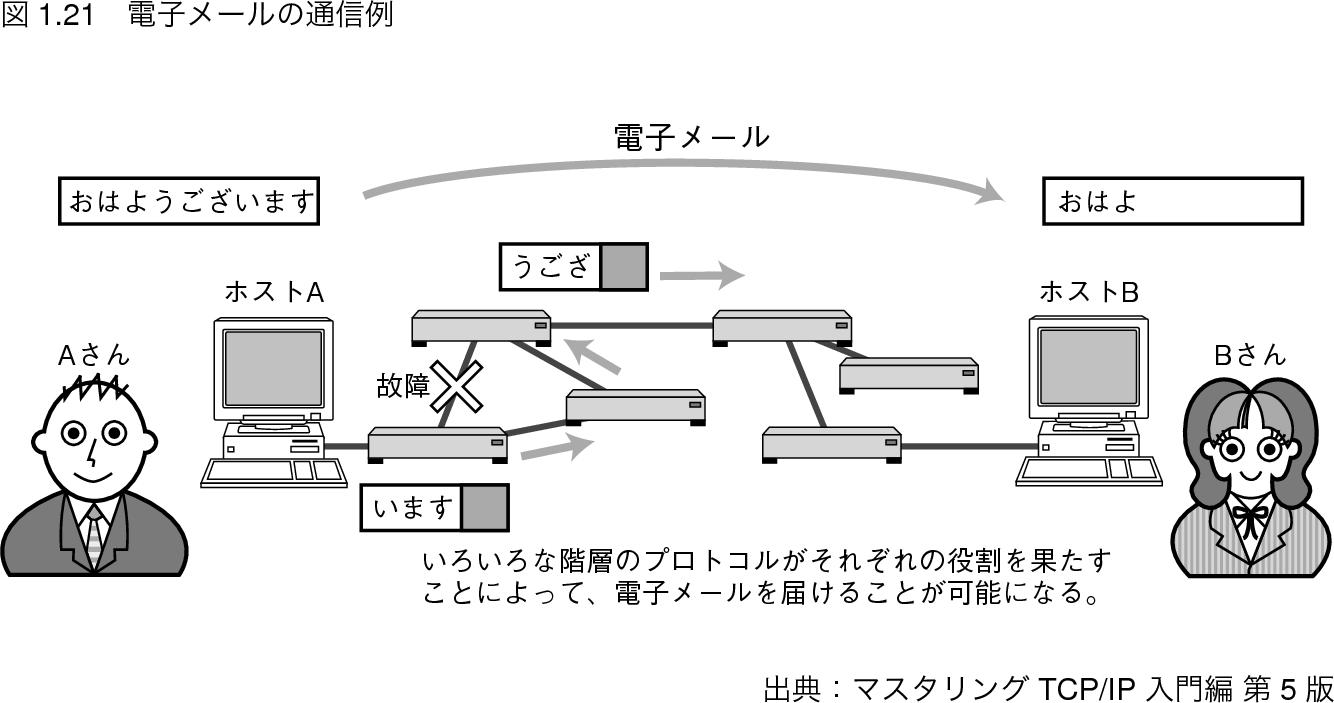 図 1.21　電子メールの通信例
電子メール
おはようございます
おはよ
うござ
ホストA
ホストB
Aさん
Bさん
故障
います
いろいろな階層のプロトコルがそれぞれの役割を果たす
ことによって、電子メールを届けることが可能になる。
出典：マスタリング TCP/IP 入門編 第 5 版